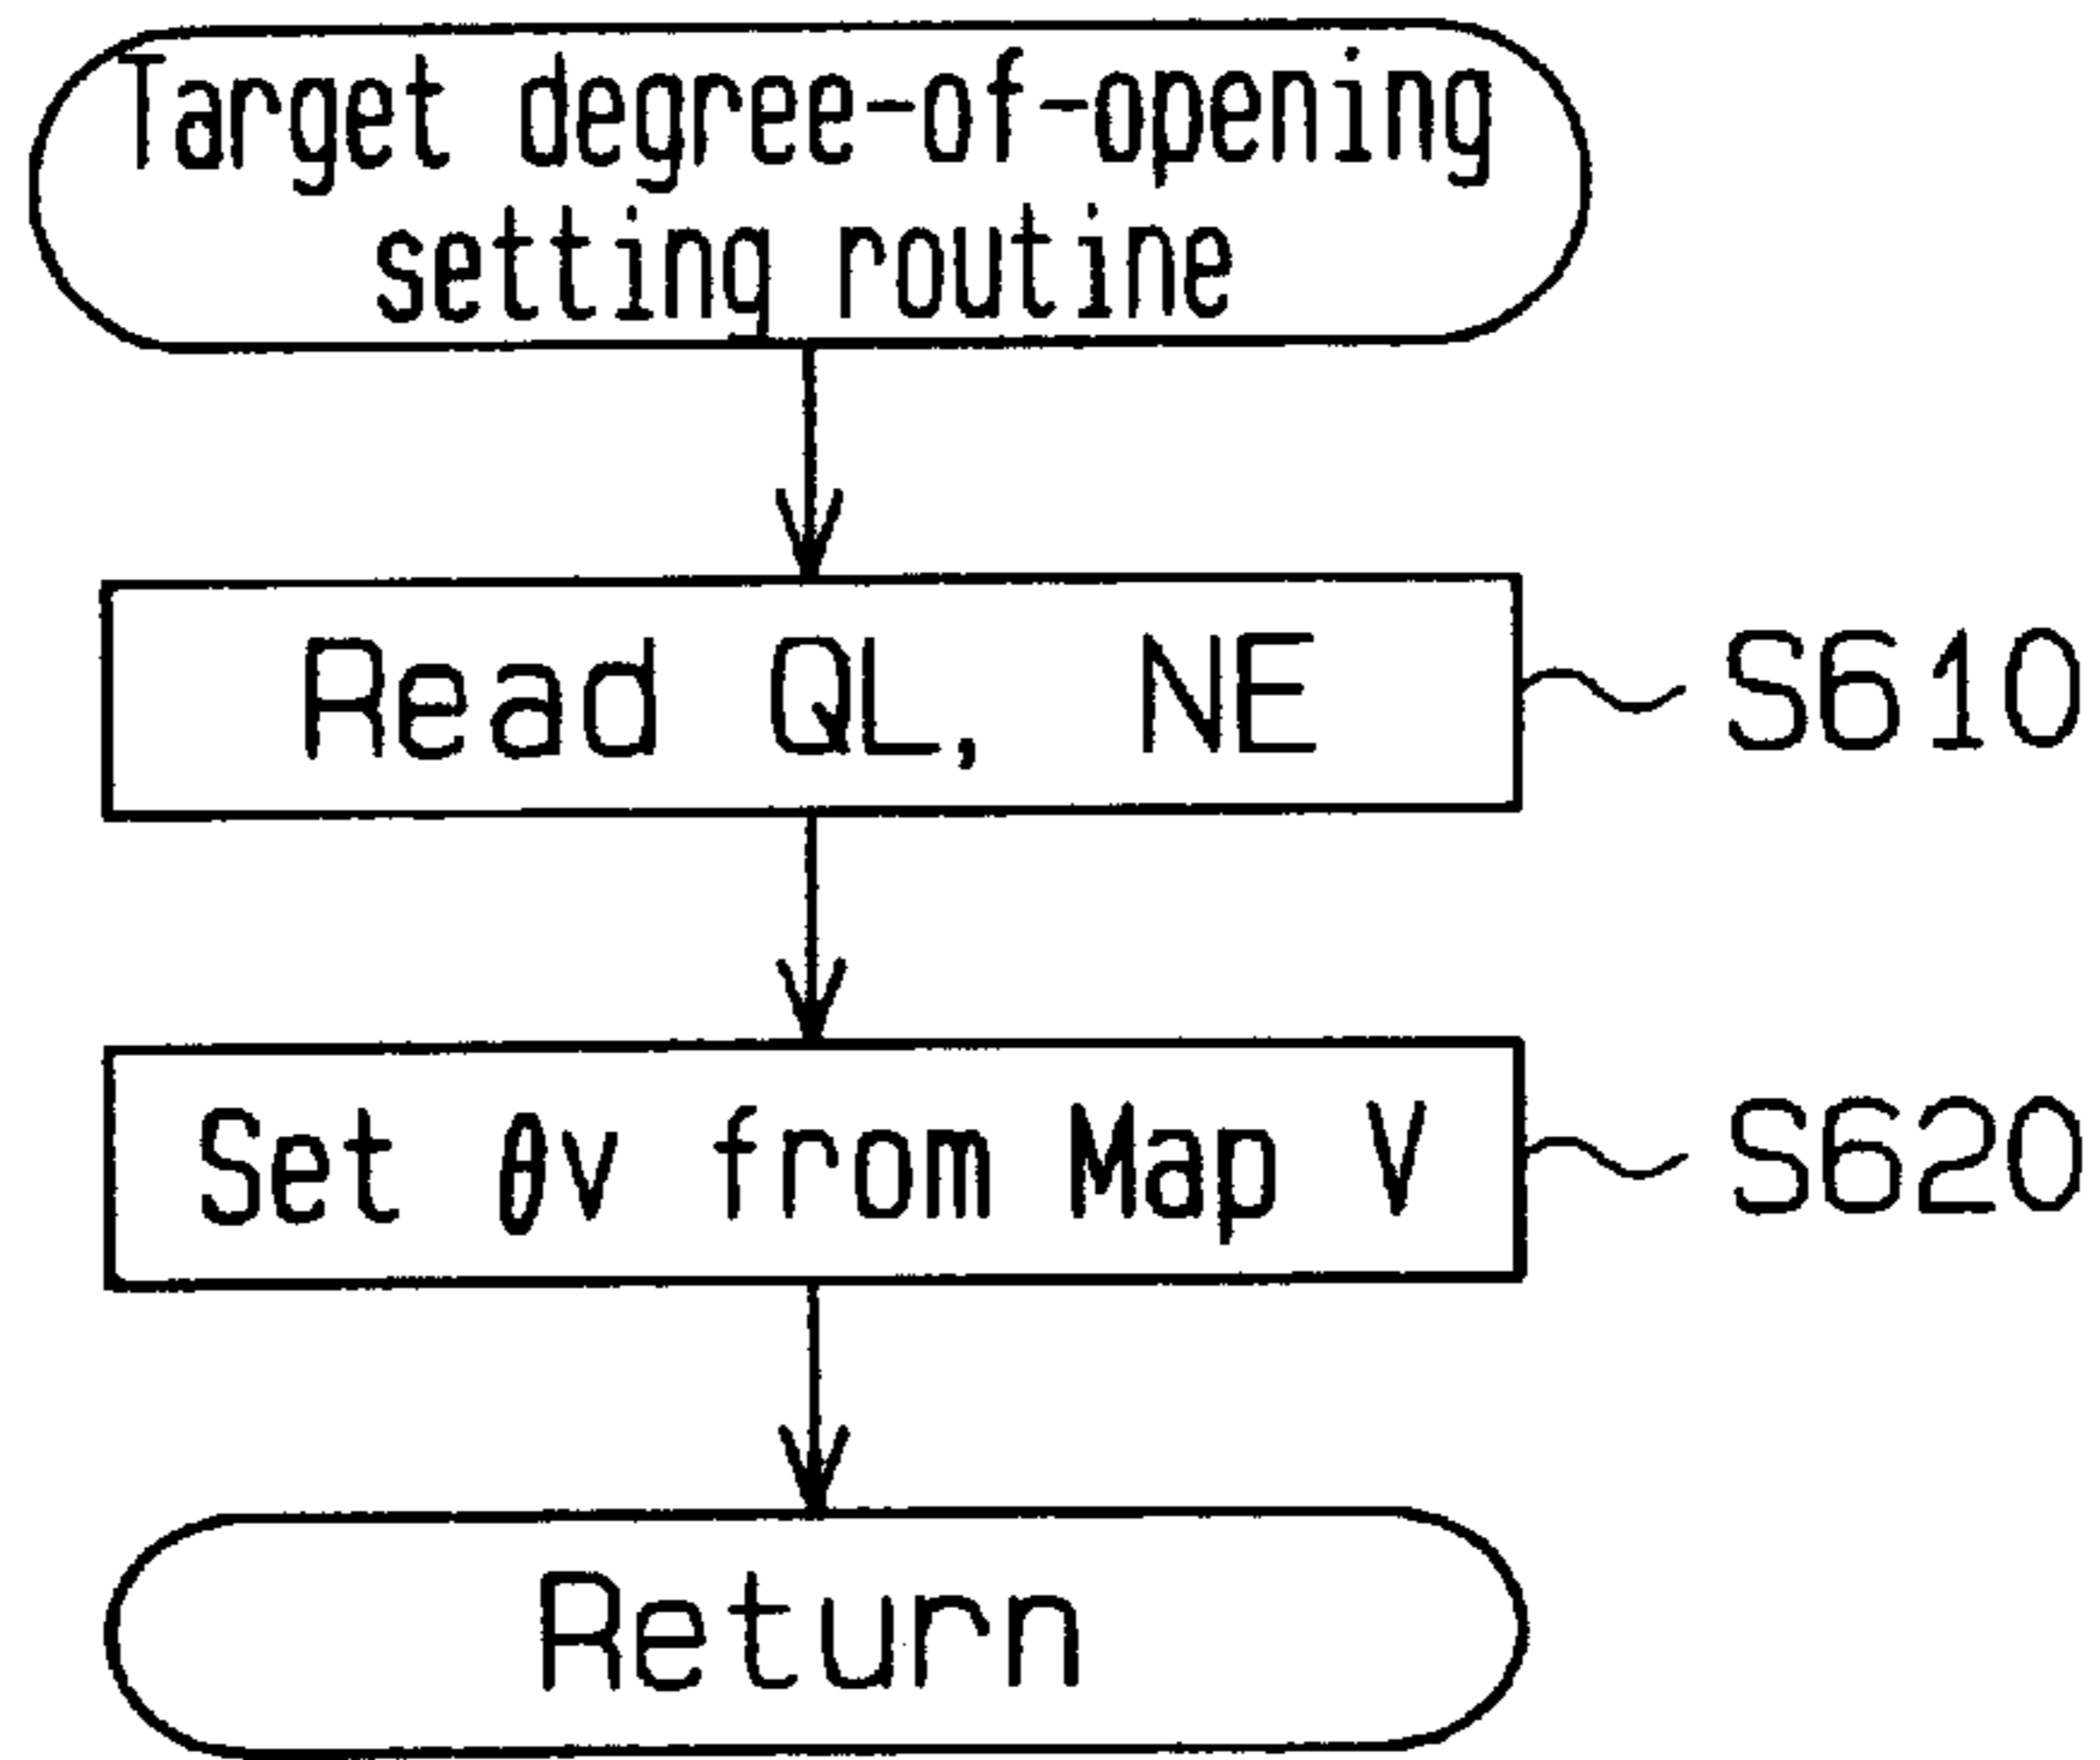 Target degree-of-opening
setting routine
Read QL, NE
S610
Set θv from Map V
S620
Return